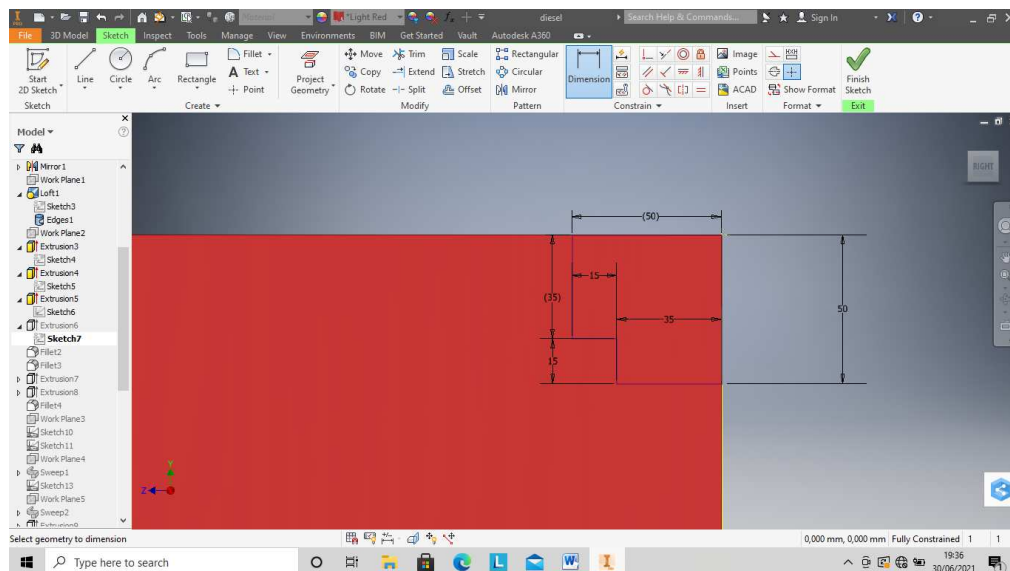 PRO
Material
*Light Red
diesel
Search Help & Commands...
Sign In
File 3D Model Sketch Inspect Tools Manage View Environments BIM Get Started Vault Autodesk A360
Start
2D Sketch
Line
Circle
Arc
Rectangle
Fillet
Text
Point
Project
Geometry
Move
Copy
Rotate
Trim
Extend
Split
Scale
Stretch
Offset
Rectangular
Circular
Mirror
Dimension
Image
Points
ACAD
Show Format
Finish
Sketch
Sketch
Create
Modify
Pattern
Constrain
Insert
Format
Exit
Model
Mirror1
Work Plane1
Loft1
Sketch3
Edges1
Work Plane2
Extrusion3
Sketch4
Extrusion4
Sketch5
Extrusion5
Sketch6
Extrusion6
Sketch7
Fillet2
Fillet3
Extrusion7
Extrusion8
Fillet4
Work Plane3
Sketch10
Sketch11
Work Plane4
Sweep1
Sketch13
Work Plane5
Sweep2
Extrusion9
RIGHT
(50)
15
(35)
35
50
15
Y
Z
Select geometry to dimension
0,000 mm, 0,000 mm Fully Constrained 1 1
Type here to search
L
W
I
19:36
30/06/2021